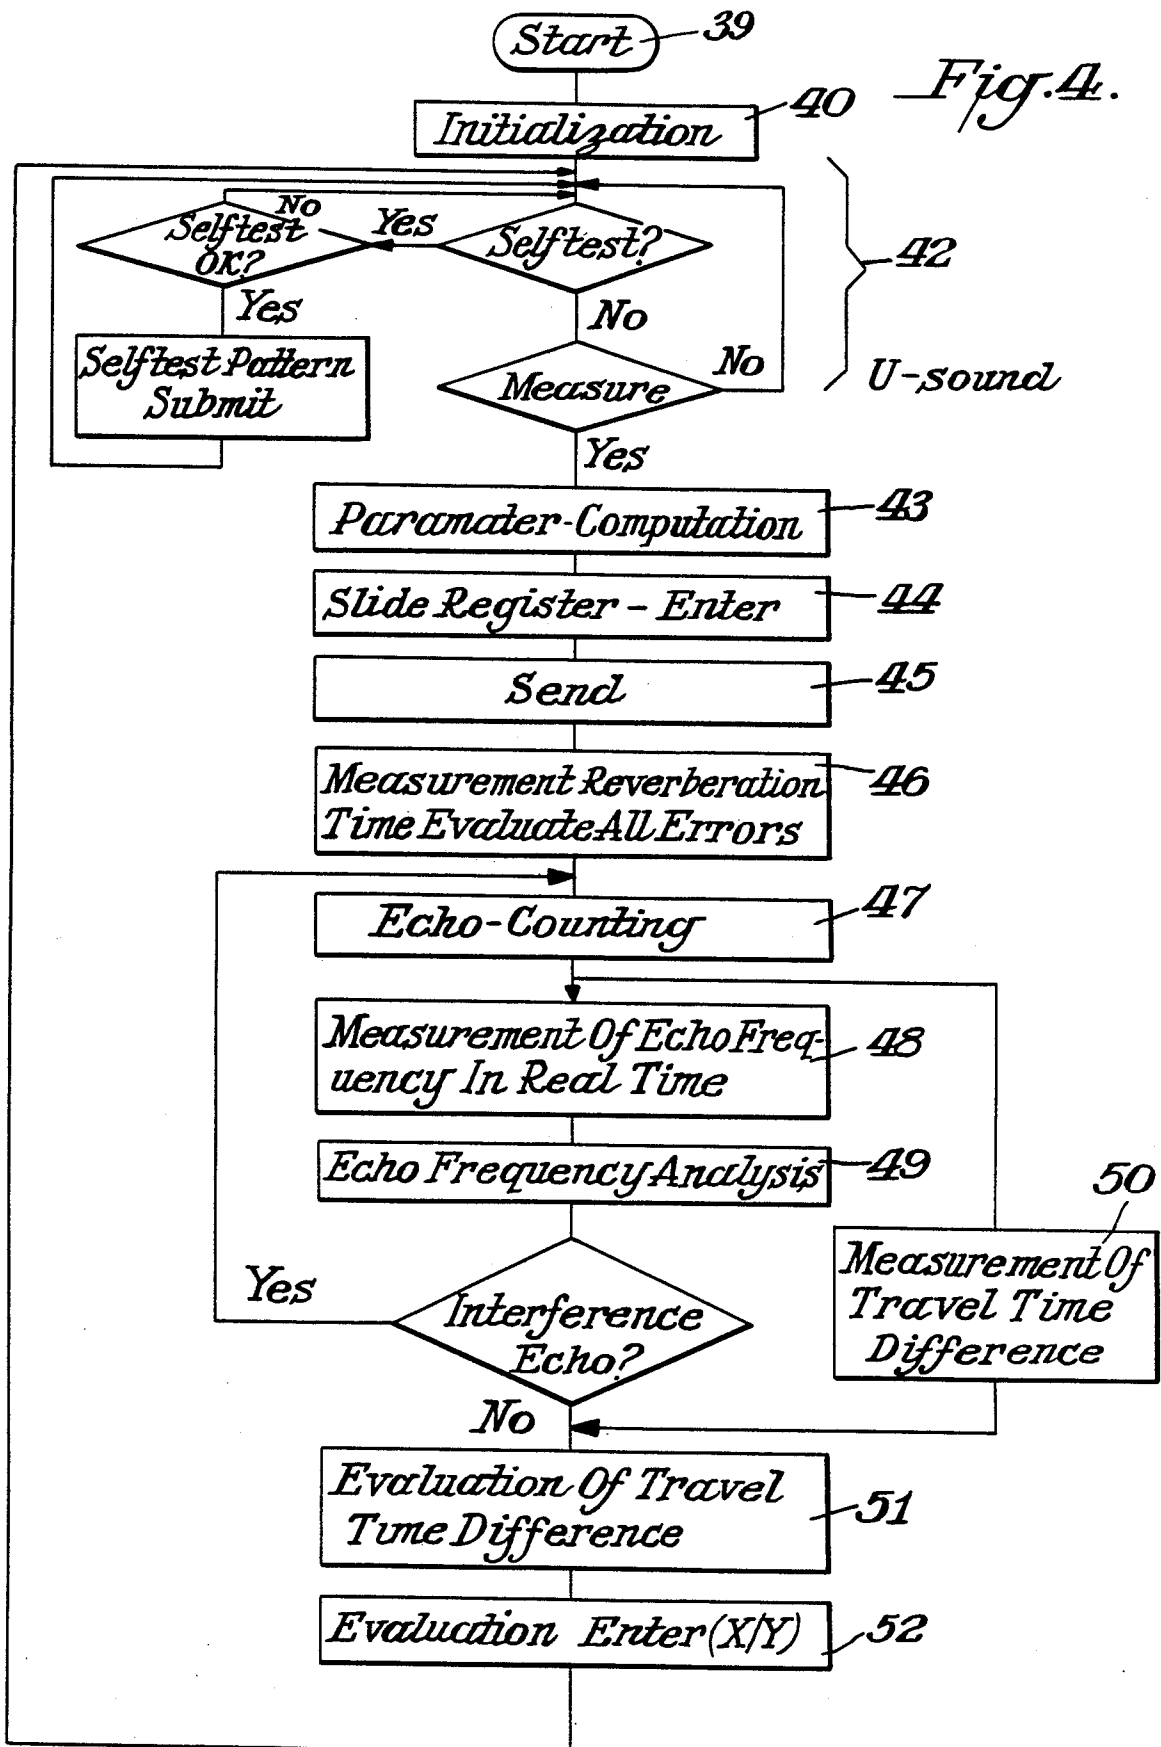 Start
39
Fig. 4.
Initialization
40
No
Selftest
OK?
Yes
Selftest?
42
Yes
No
Selftest Pattern
Submit
Measure
No
U-sound
Yes
Paramater-Computation
43
Slide Register - Enter
44
Send
45
Measurement Reverberation
Time Evaluate All Errors
46
Echo-Counting
47
Measurement Of Echo Freq-
uency In Real Time
48
Echo Frequency Analysis
49
50
Measurement Of
Travel Time
Difference
Yes
Interference
Echo?
No
Evaluation Of Travel
Time Difference
51
Evaluation Enter (X/Y)
52